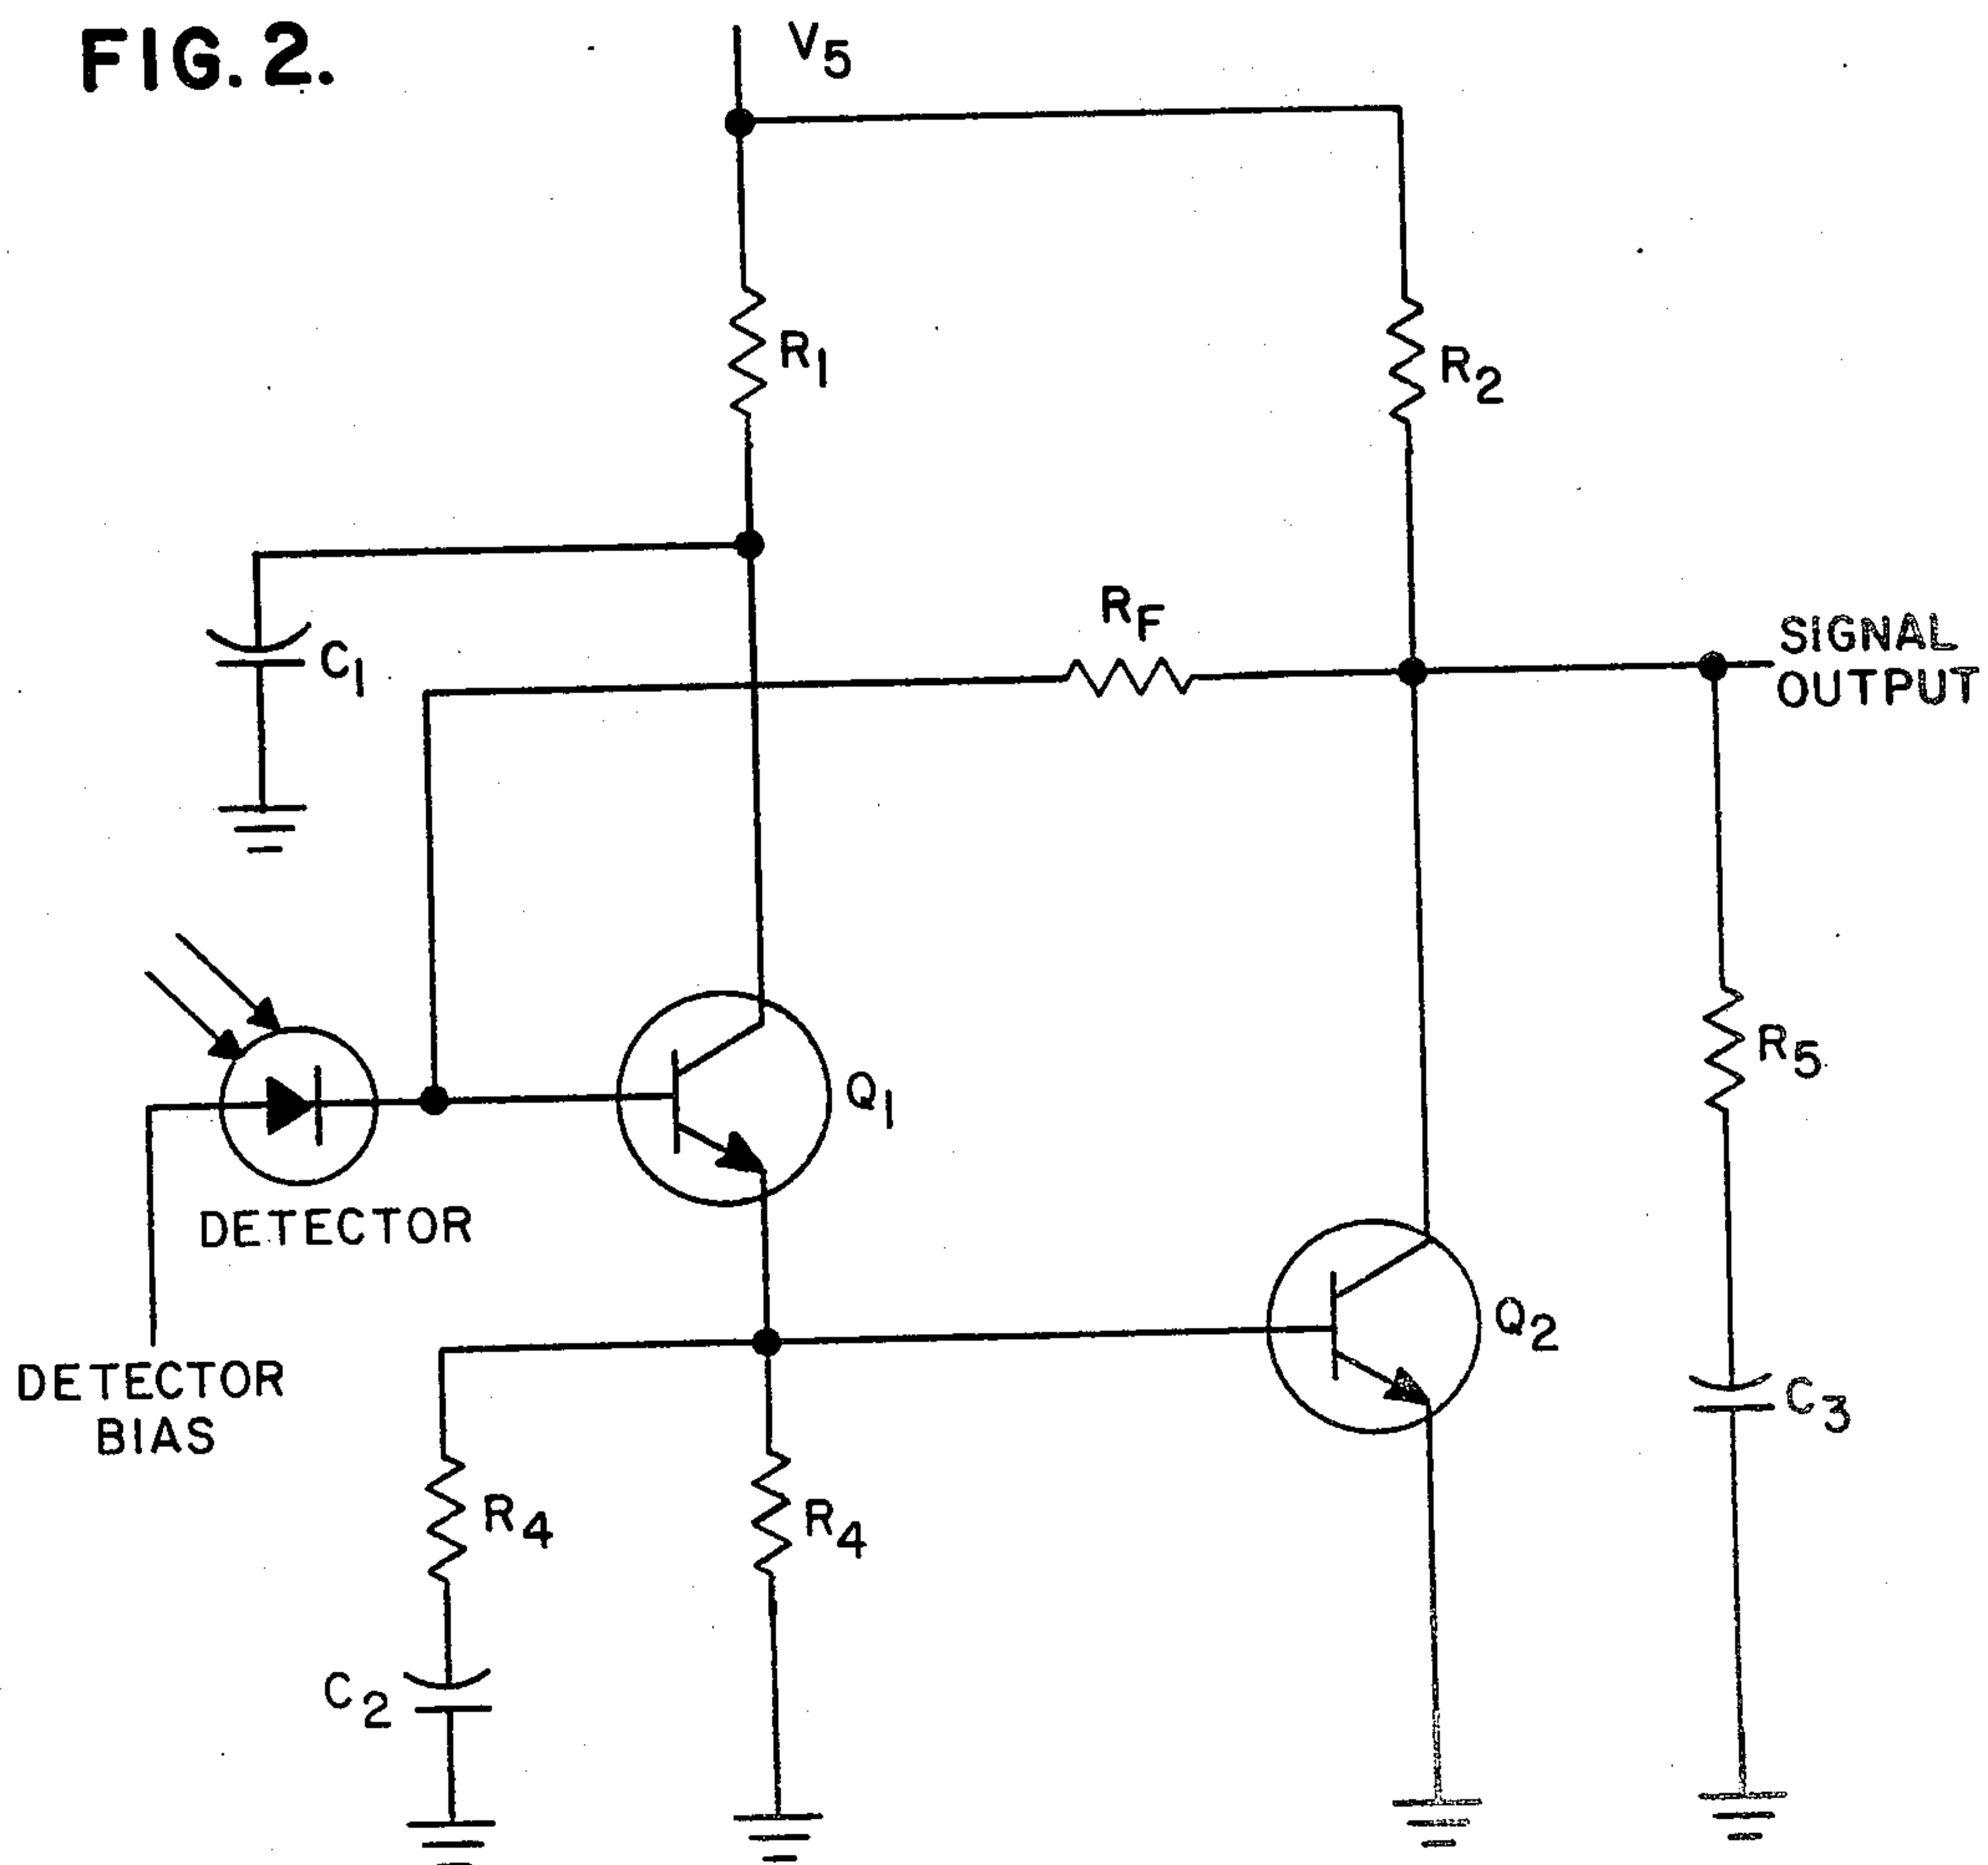 FIG. 2.
V5
R1
R2
RF
C1
SIGNAL
OUTPUT
Q1
R5
DETECTOR
Q2
DETECTOR
BIAS
C3
R4
R4
C2